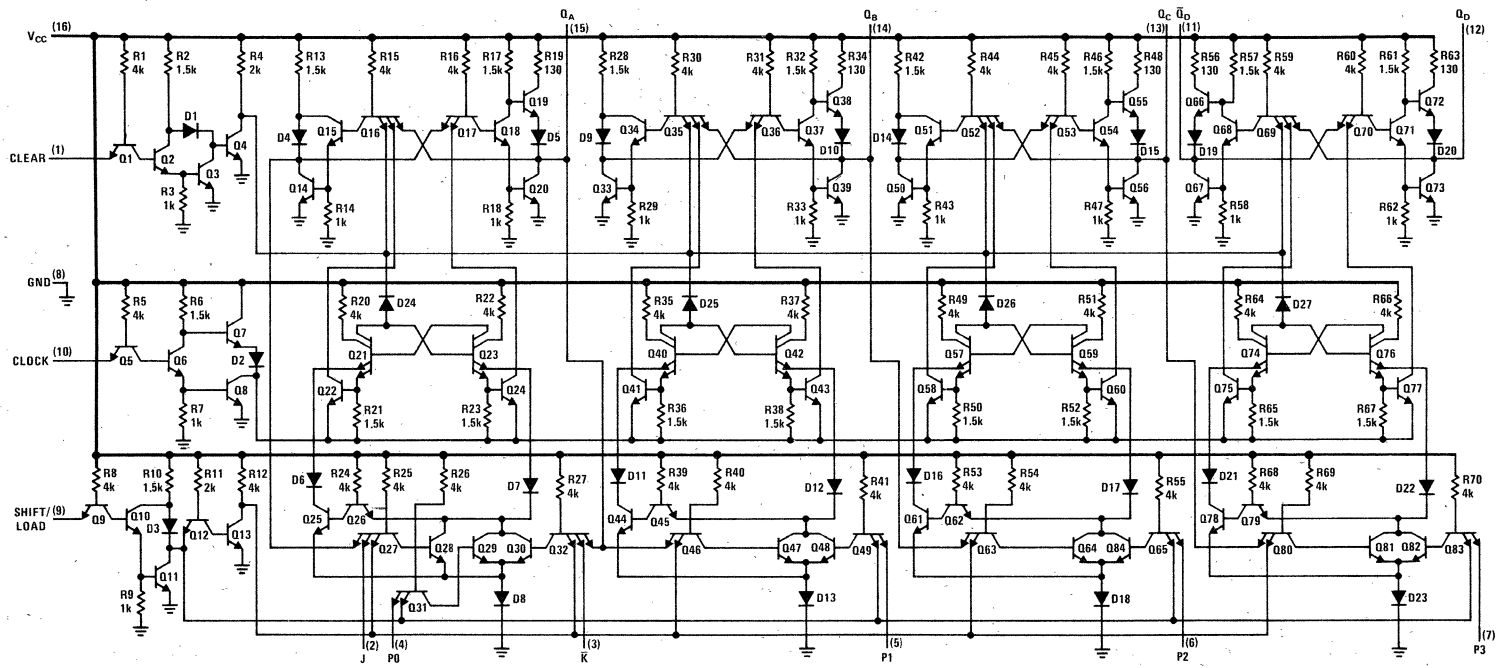 Q_A Q_B Q_C Q̅_D Q_D
V_CC (16) (15) (14) (13) (11) (12)
R1 4k R2 1.5k R4 2k R13 1.5k R15 4k R16 4k R17 1.5k R19 130 R28 1.5k R30 4k R31 4k R32 1.5k R34 130 R42 1.5k R44 4k R45 4k R46 1.5k R48 130 R56 130 R57 1.5k R59 4k R60 4k R61 1.5k R63 130
Q19 Q38 Q55 Q66 Q72
D1 Q4 D4 Q15 Q16 Q17 Q18 D5 D9 Q34 Q35 Q36 Q37 D10 D14 Q51 Q52 Q53 Q54 D15 D19 Q68 Q69 Q70 Q71 D20
CLEAR (1) Q1 Q2 Q3
R3 1k Q14 R14 1k R18 1k Q20 Q33 R29 1k R33 1k Q39 Q50 R43 1k R47 1k Q56 Q67 R58 1k R62 1k Q73
GND (8)
R5 4k R6 1.5k Q7 R20 4k D24 R22 4k R35 4k D25 R37 4k R49 4k D26 R51 4k R64 4k D27 R66 4k
CLOCK (10) Q5 Q6 D2 Q8 Q21 Q23 Q40 Q42 Q57 Q59 Q74 Q76
Q22 Q24 Q41 Q43 Q58 Q60 Q75 Q77
R7 1k R21 1.5k R23 1.5k R36 1.5k R38 1.5k R50 1.5k R52 1.5k R65 1.5k R67 1.5k
R8 4k R10 1.5k R11 2k R12 4k D6 R24 4k R25 4k R26 4k D7 R27 4k D11 R39 4k R40 4k D12 R41 4k D16 R53 4k R54 4k D17 R55 4k D21 R68 4k R69 4k D22 R70 4k
SHIFT/ LOAD (9) Q9 Q10 D3 Q12 Q13 Q25 Q26 Q27 Q28 Q29 Q30 Q32 Q44 Q45 Q46 Q47 Q48 Q49 Q61 Q62 Q63 Q64 Q84 Q65 Q78 Q79 Q80 Q81 Q82 Q83
R9 1k Q11 Q31 D8 D13 D18 D23
(2) (4) (3) (5) (6) (7)
J P0 K̅ P1 P2 P3